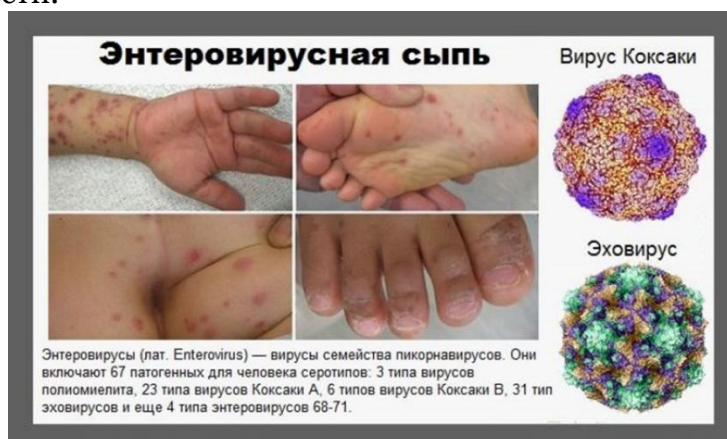 Энтеровирусная сыпь
Вирус Коксаки
Эховирус
Энтеровирусы (лат. Enterovirus) — вирусы семейства пикорнавирусов. Они
включают 67 патогенных для человека серотипов: 3 типа вирусов
полиомиелита, 23 типа вирусов Коксаки А, 6 типов вирусов Коксаки В, 31 тип
эховирусов и еще 4 типа энтеровирусов 68-71.